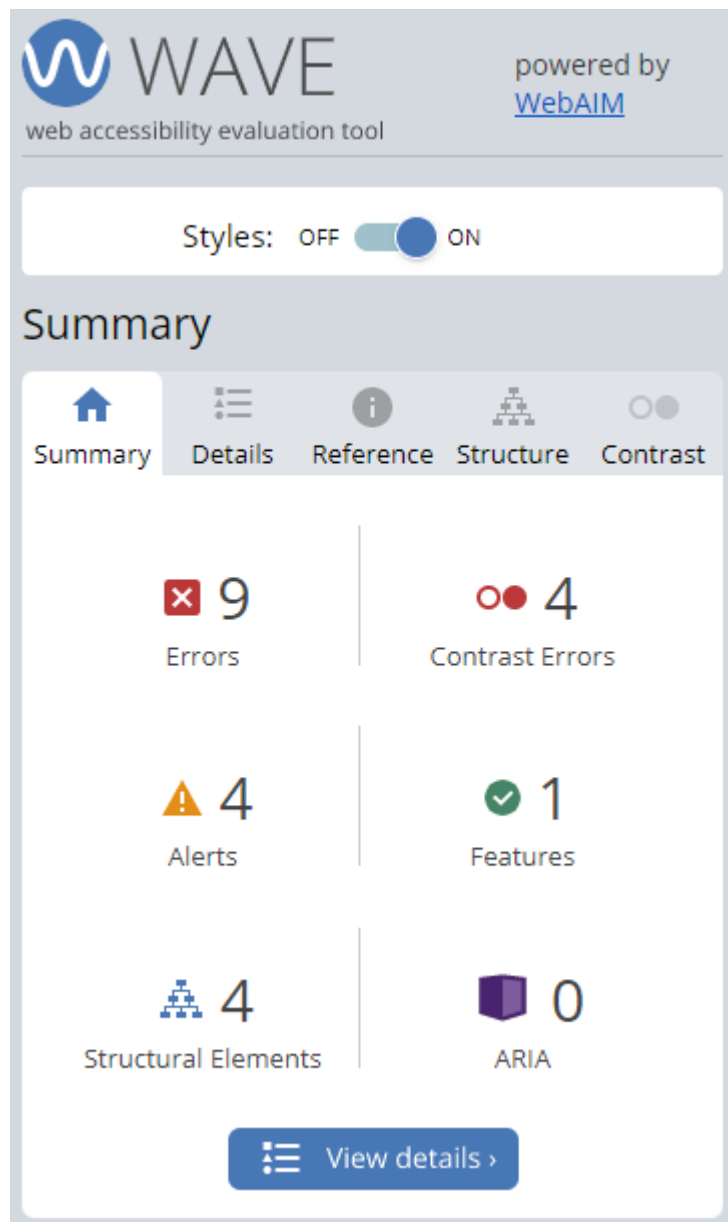 WAVE
powered by
WebAIM
web accessibility evaluation tool
Styles: OFF ON
Summary
Summary Details Reference Structure Contrast
9 4
Errors Contrast Errors
4 1
Alerts Features
4 0
Structural Elements ARIA
View details ›